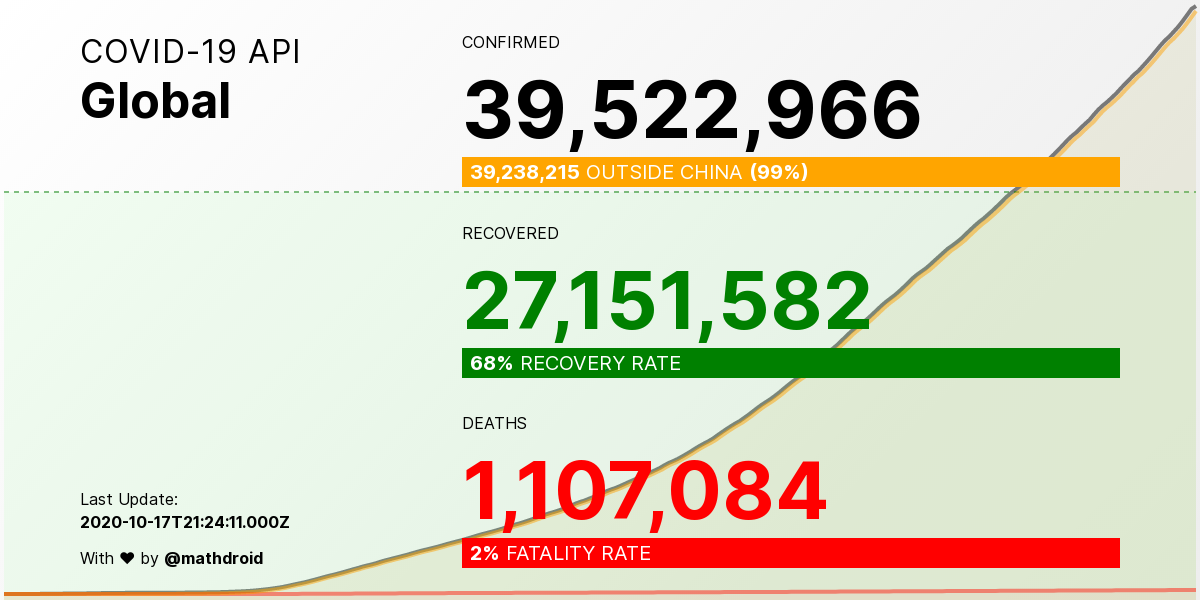 COVID-19 API
Global
CONFIRMED
39,522,966
39,238,215 OUTSIDE CHINA (99%)
RECOVERED
27,151,582
68% RECOVERY RATE
DEATHS
1,107,084
2% FATALITY RATE
Last Update:
2020-10-17T21:24:11.000Z
With ♥ by @mathdroid